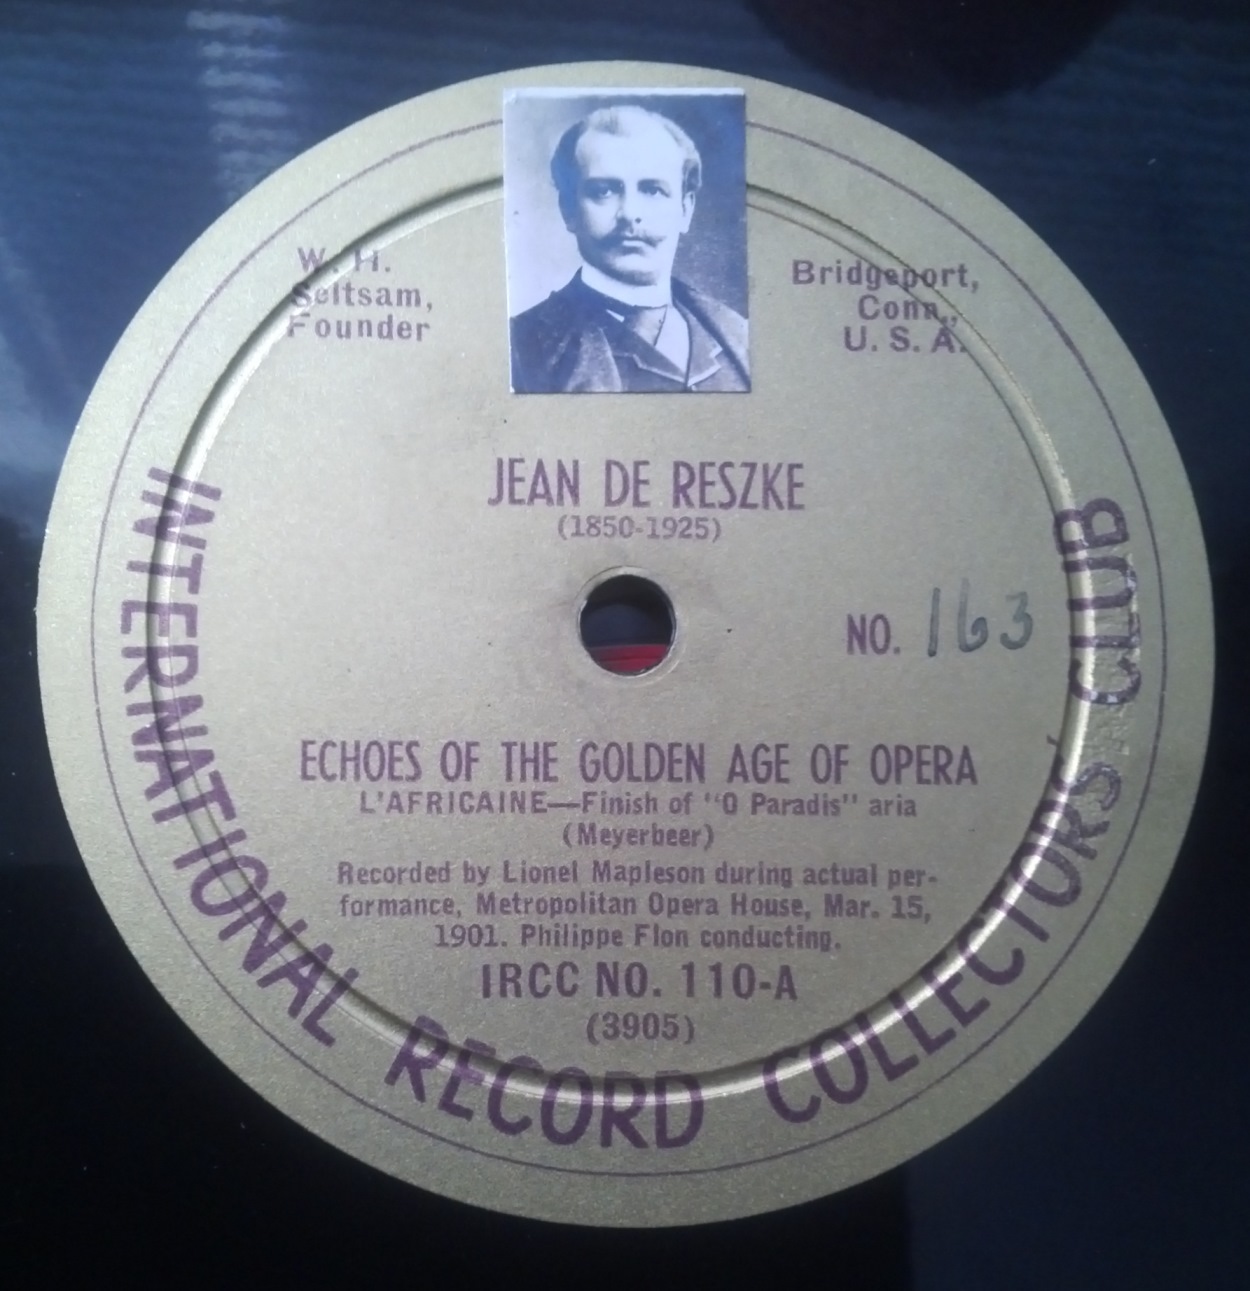 W. H.
Seltsam,
Founder
Bridgeport,
Conn.,
U. S. A.
JEAN DE RESZKE
(1850-1925)
NO. 163
ECHOES OF THE GOLDEN AGE OF OPERA
L'AFRICAINE—Finish of "O Paradis" aria
(Meyerbeer)
Recorded by Lionel Mapleson during actual per-
formance, Metropolitan Opera House, Mar. 15,
1901. Philippe Flon conducting.
IRCC NO. 110-A
(3905)
INTERNATIONAL RECORD COLLECTORS' CLUB